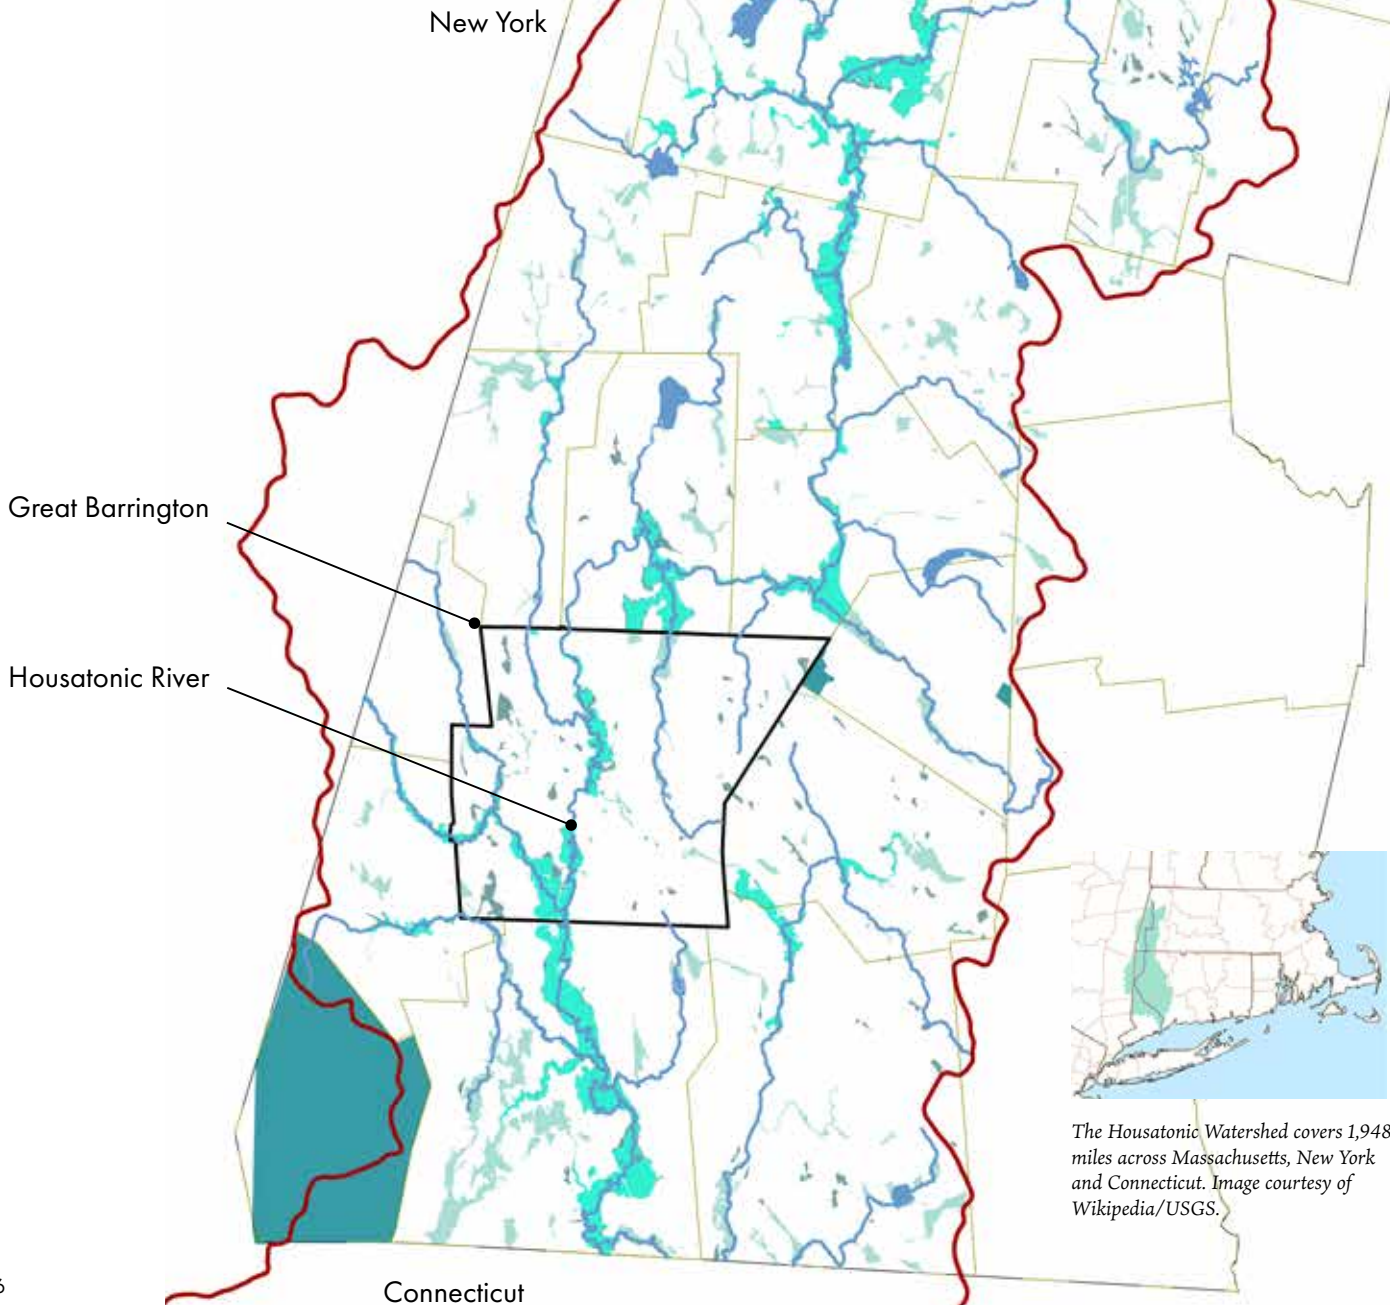 New York
Great Barrington
Housatonic River
The Housatonic Watershed covers 1,948
miles across Massachusetts, New York
and Connecticut. Image courtesy of
Wikipedia/USGS.
6
Connecticut